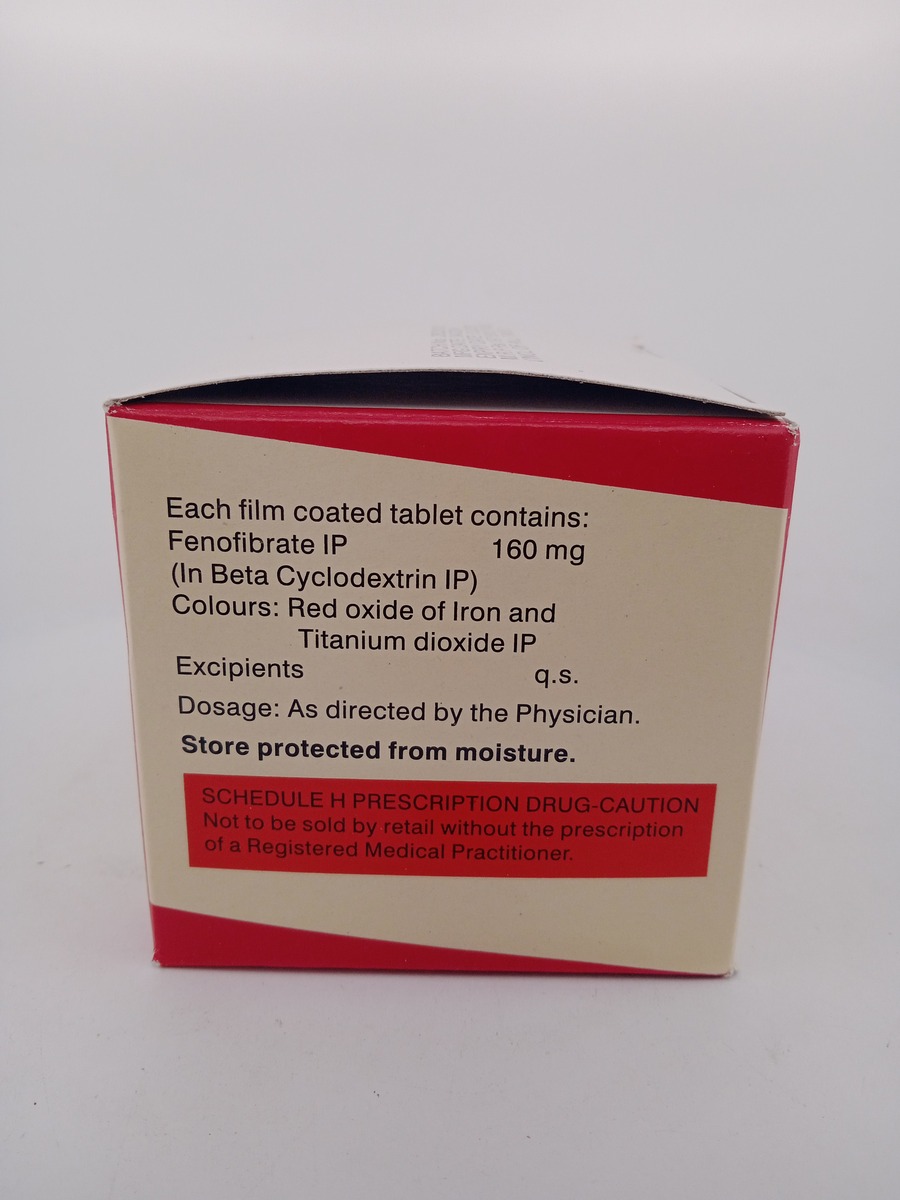 Each film coated tablet contains:
Fenofibrate IP 160 mg
(In Beta Cyclodextrin IP)
Colours: Red oxide of Iron and
Titanium dioxide IP
Excipients q.s.
Dosage: As directed by the Physician.
Store protected from moisture.
SCHEDULE H PRESCRIPTION DRUG-CAUTION
Not to be sold by retail without the prescription
of a Registered Medical Practitioner.